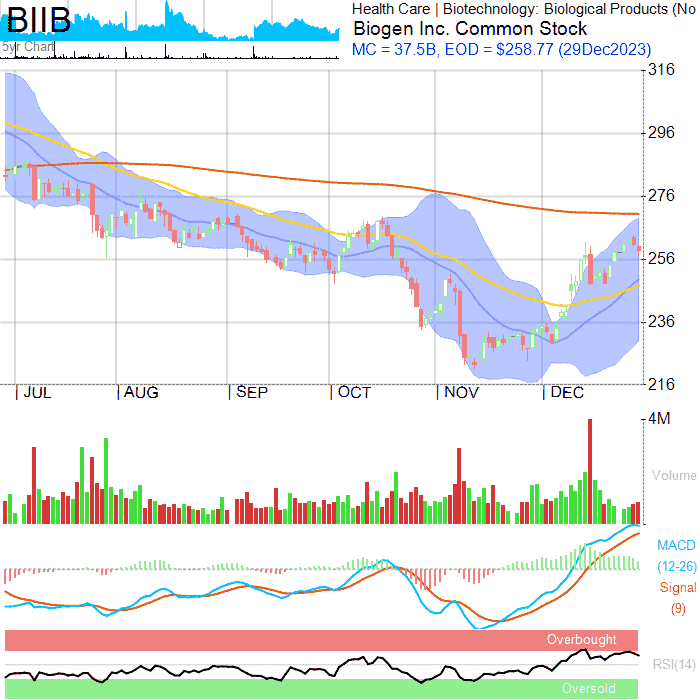 BIIB
5yr Chart
Health Care | Biotechnology: Biological Products (No
Biogen Inc. Common Stock
MC = 37.5B, EOD = $258.77 (29Dec2023)
316
296
276
256
236
216
|JUL |AUG |SEP |OCT |NOV |DEC
4M
Volume
MACD
(12-26)
Signal
(9)
Overbought
RSI(14)
Oversold